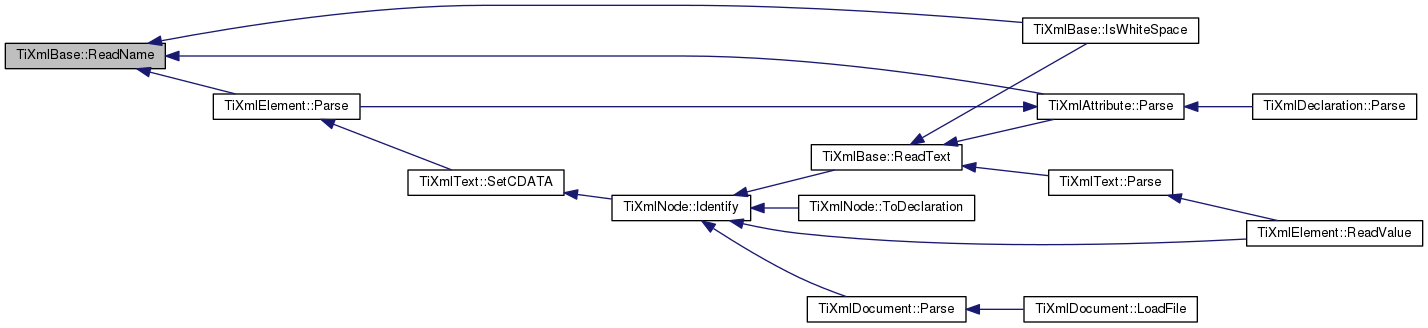 TiXmlBase::IsWhiteSpace
TiXmlBase::ReadName
TiXmlElement::Parse
TiXmlAttribute::Parse
TiXmlDeclaration::Parse
TiXmlBase::ReadText
TiXmlText::SetCDATA
TiXmlText::Parse
TiXmlNode::Identify
TiXmlNode::ToDeclaration
TiXmlElement::ReadValue
TiXmlDocument::Parse
TiXmlDocument::LoadFile